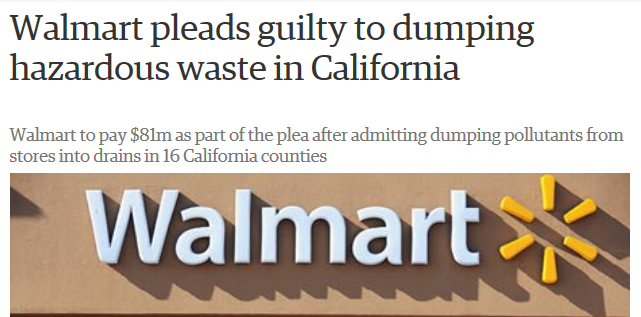 Walmart pleads guilty to dumping
hazardous waste in California
Walmart to pay $81m as part of the plea after admitting dumping pollutants from
stores into drains in 16 California counties
Walmart